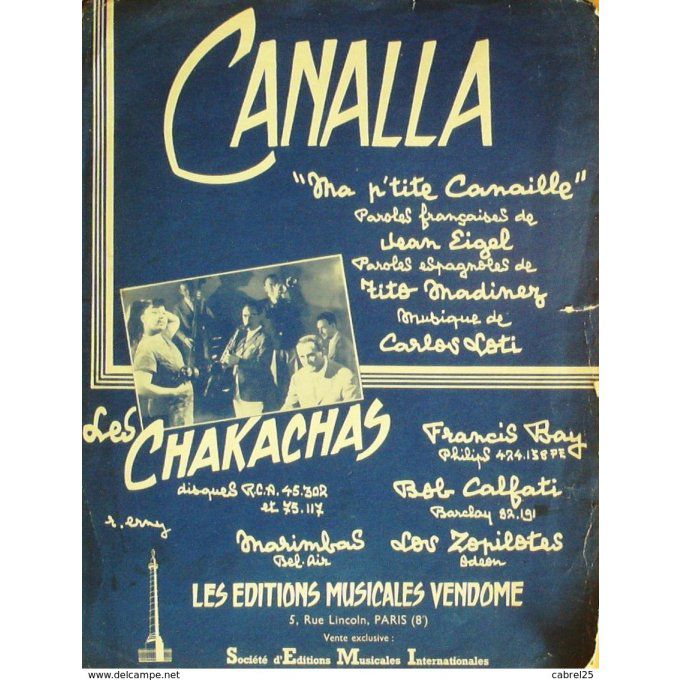 CANALLA
"Ma p'tite Canaille"
Paroles françaises de
Jean Eigel
Paroles espagnoles de
Tito Madinez
Musique de
Carlos Loti
Les CHAKACHAS
disques R.C.A. 45.302
et 75.117
Francis Bay
Philips 424.138 PE
Bob Calfati
Barclay 82.191
r. erny
Marimbas
Bel-Air
Los Zopilotes
Odeon
LES EDITIONS MUSICALES VENDOME
5, Rue Lincoln, PARIS (8e)
Vente exclusive :
Société d'Editions Musicales Internationales
www.delcampe.net
cabrel25